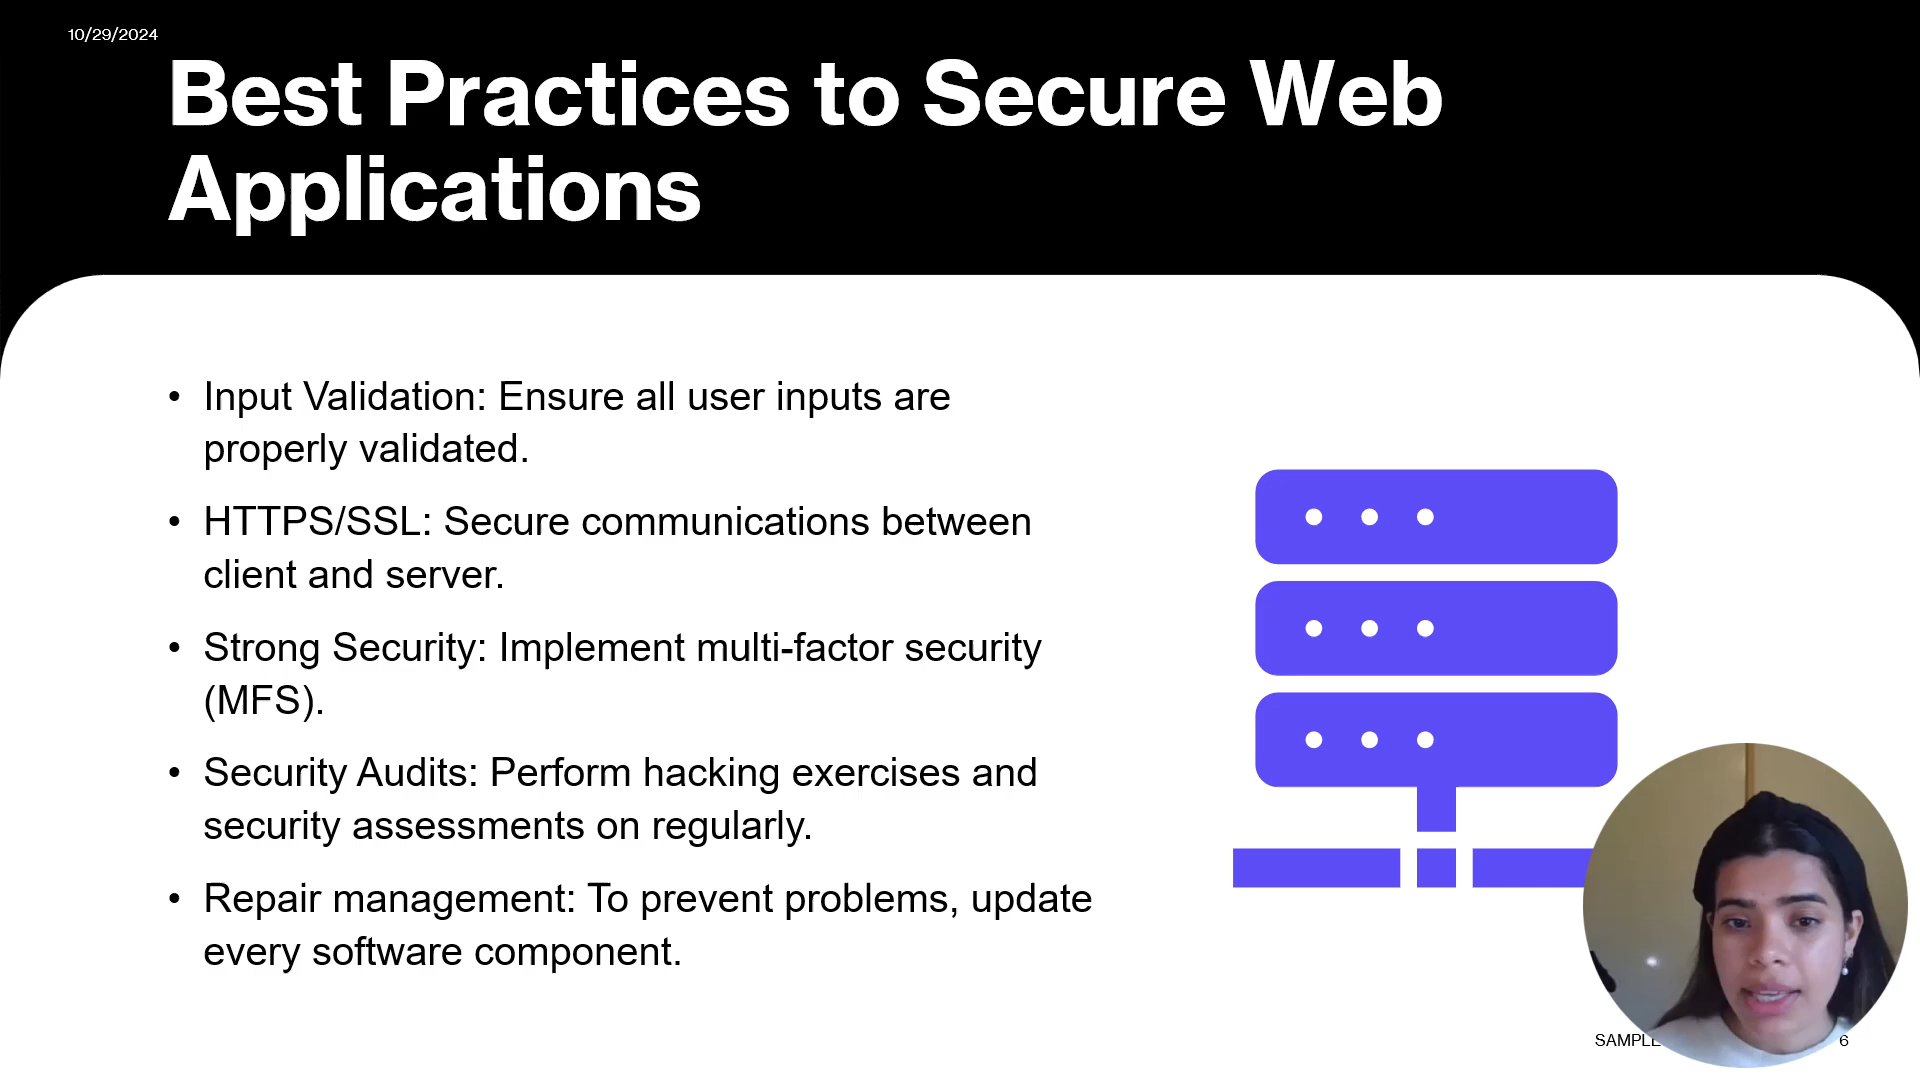 10/29/2024
Best Practices to Secure Web
Applications
• Input Validation: Ensure all user inputs are
properly validated.
• HTTPS/SSL: Secure communications between
client and server.
• Strong Security: Implement multi-factor security
(MFS).
• Security Audits: Perform hacking exercises and
security assessments on regularly.
• Repair management: To prevent problems, update
every software component.
SAMPLE
6